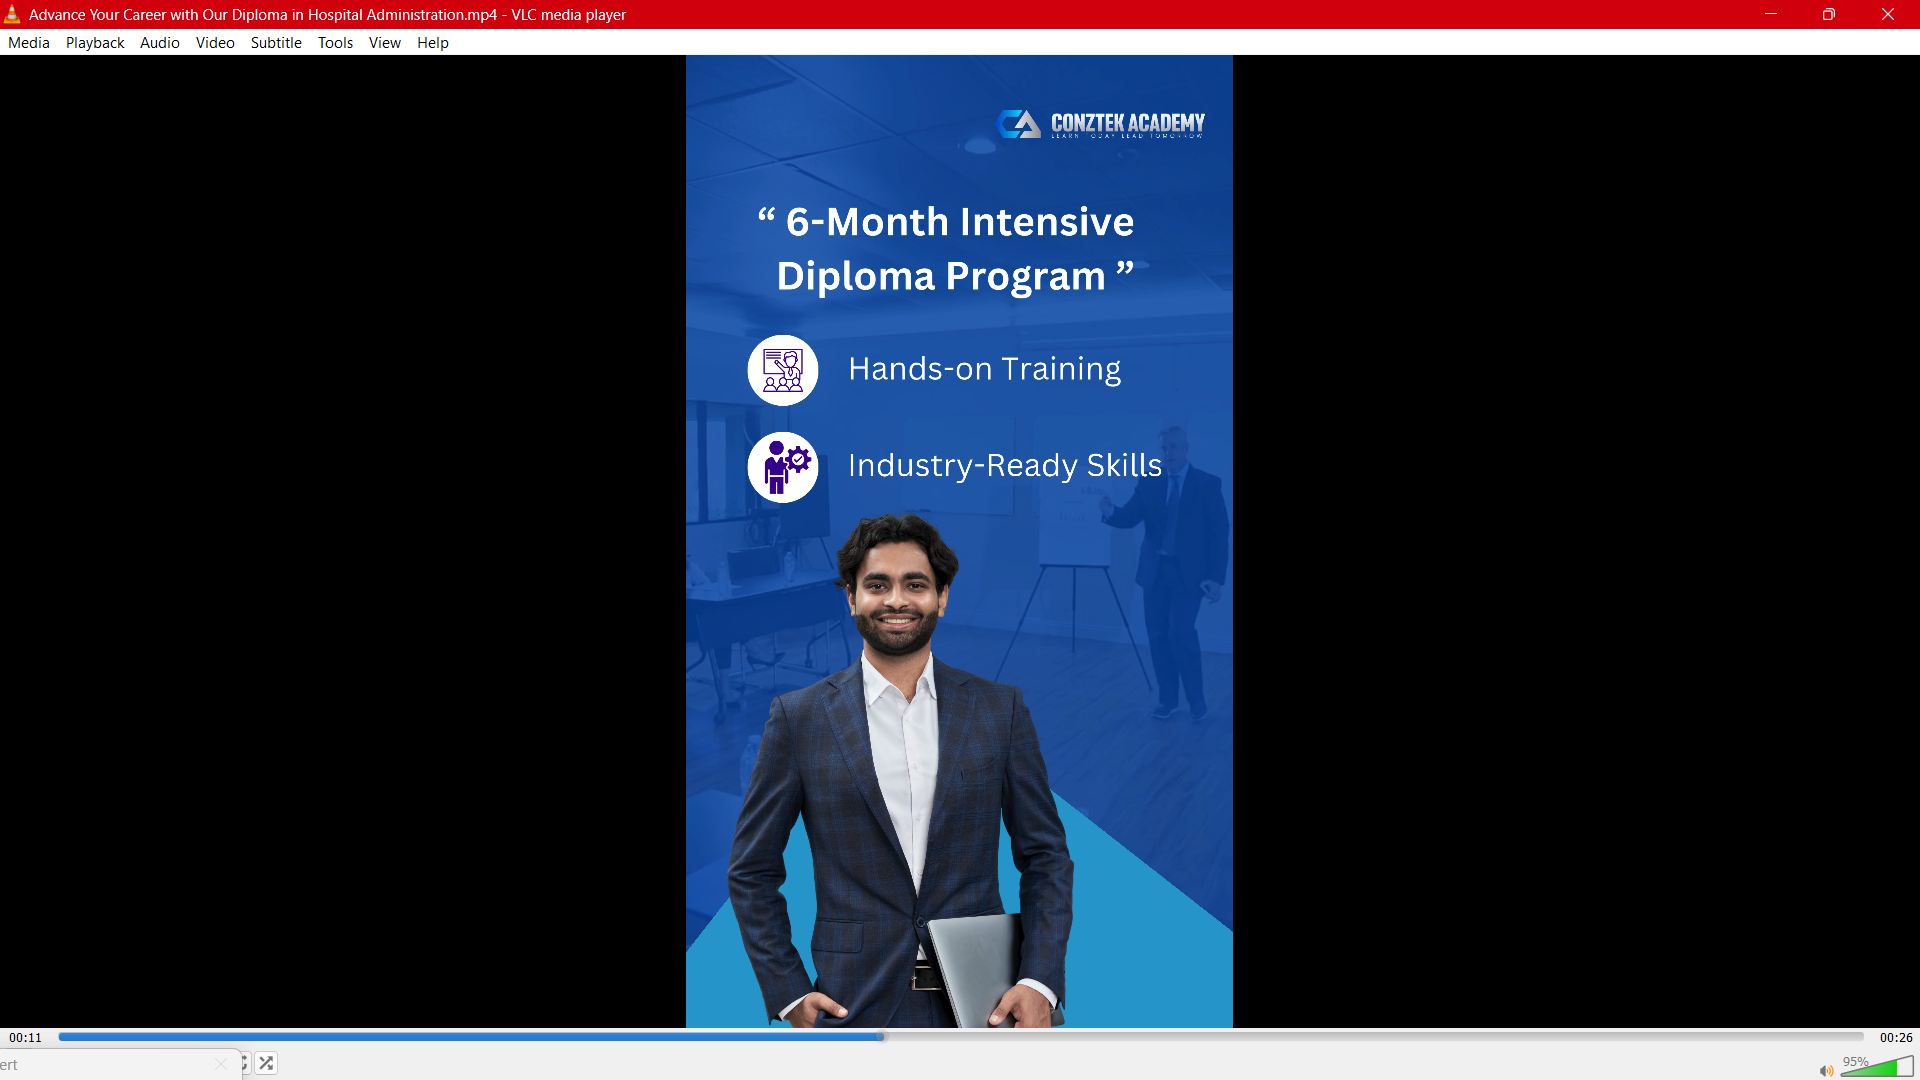 Advance Your Career with Our Diploma in Hospital Administration.mp4 - VLC media player
Media Playback Audio Video Subtitle Tools View Help
CONZTEK ACADEMY
LEARN TODAY LEAD TOMORROW
“ 6-Month Intensive
Diploma Program ”
Hands-on Training
Industry-Ready Skills
00:11
00:26
ert
95%